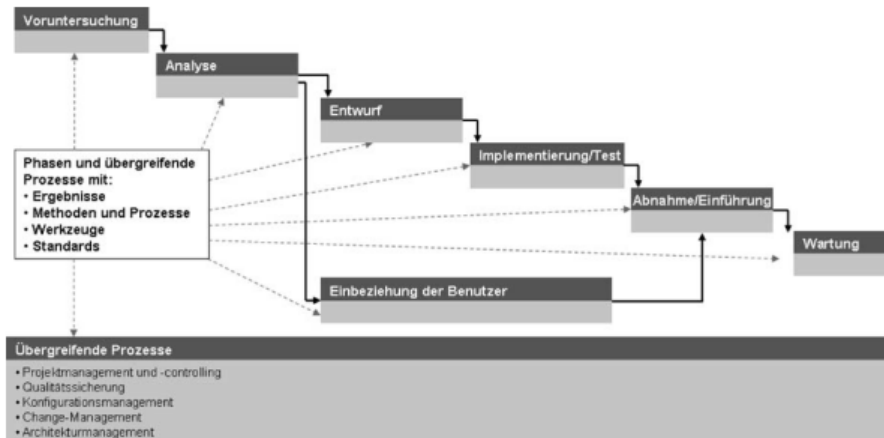 Voruntersuchung
Analyse
Entwurf
Implementierung/Test
Abnahme/Einführung
Wartung
Phasen und übergreifende
Prozesse mit:
• Ergebnisse
• Methoden und Prozesse
• Werkzeuge
• Standards
Einbeziehung der Benutzer
Übergreifende Prozesse
• Projektmanagement und -controlling
• Qualitätssicherung
• Konfigurationsmanagement
• Change-Management
• Architekturmanagement